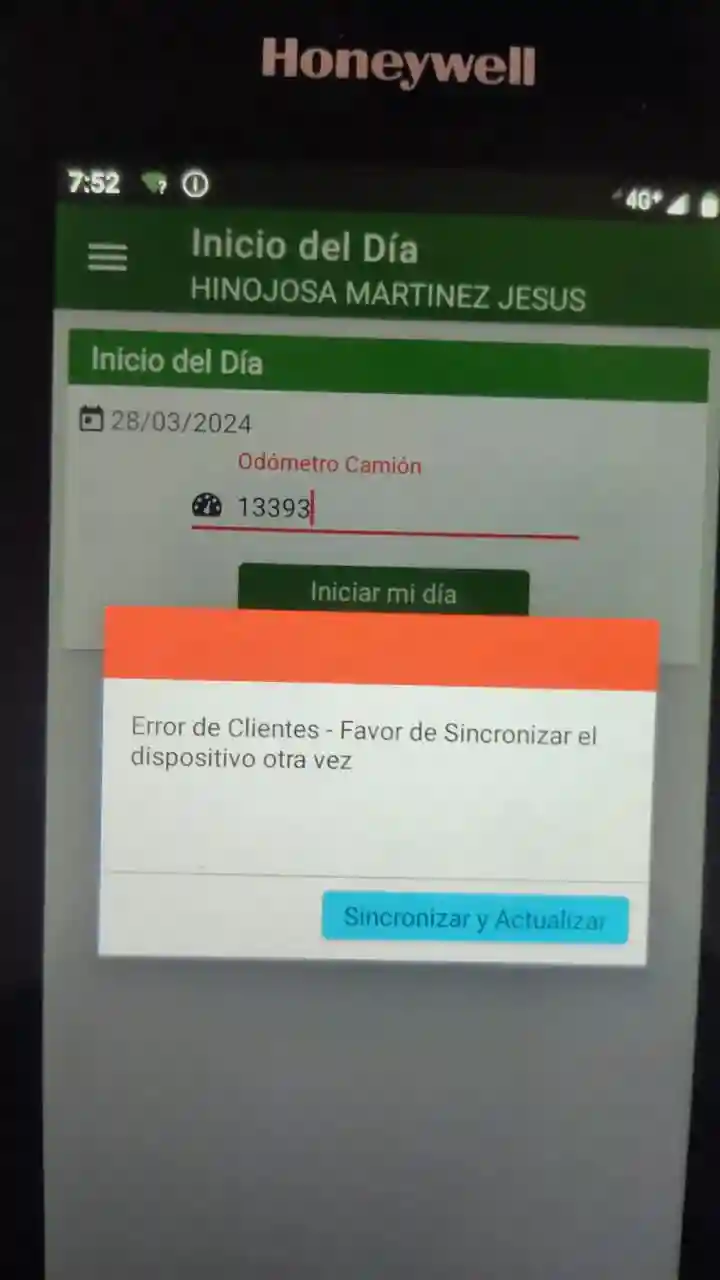 Honeywell
7:52
4G+
Inicio del Día
HINOJOSA MARTINEZ JESUS
Inicio del Día
28/03/2024
Odómetro Camión
13393
Iniciar mi día
Error de Clientes - Favor de Sincronizar el
dispositivo otra vez
Sincronizar y Actualizar